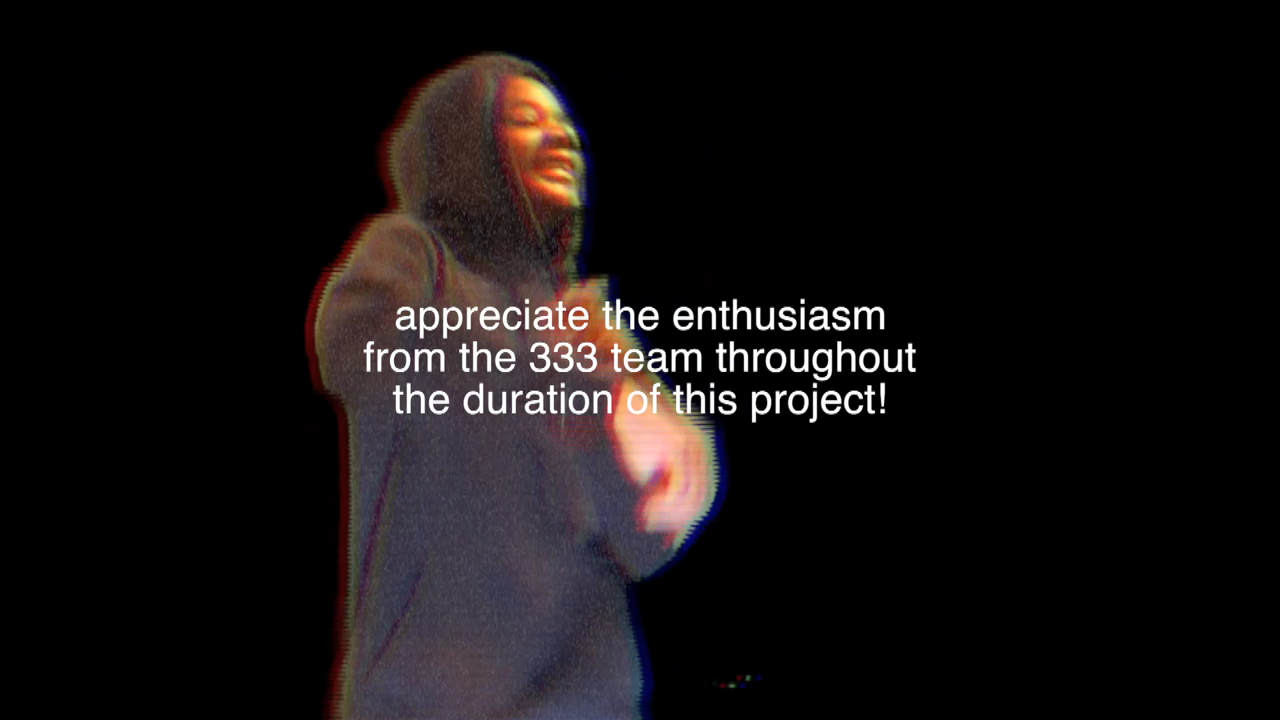 appreciate the enthusiasm
from the 333 team throughout
the duration of this project!